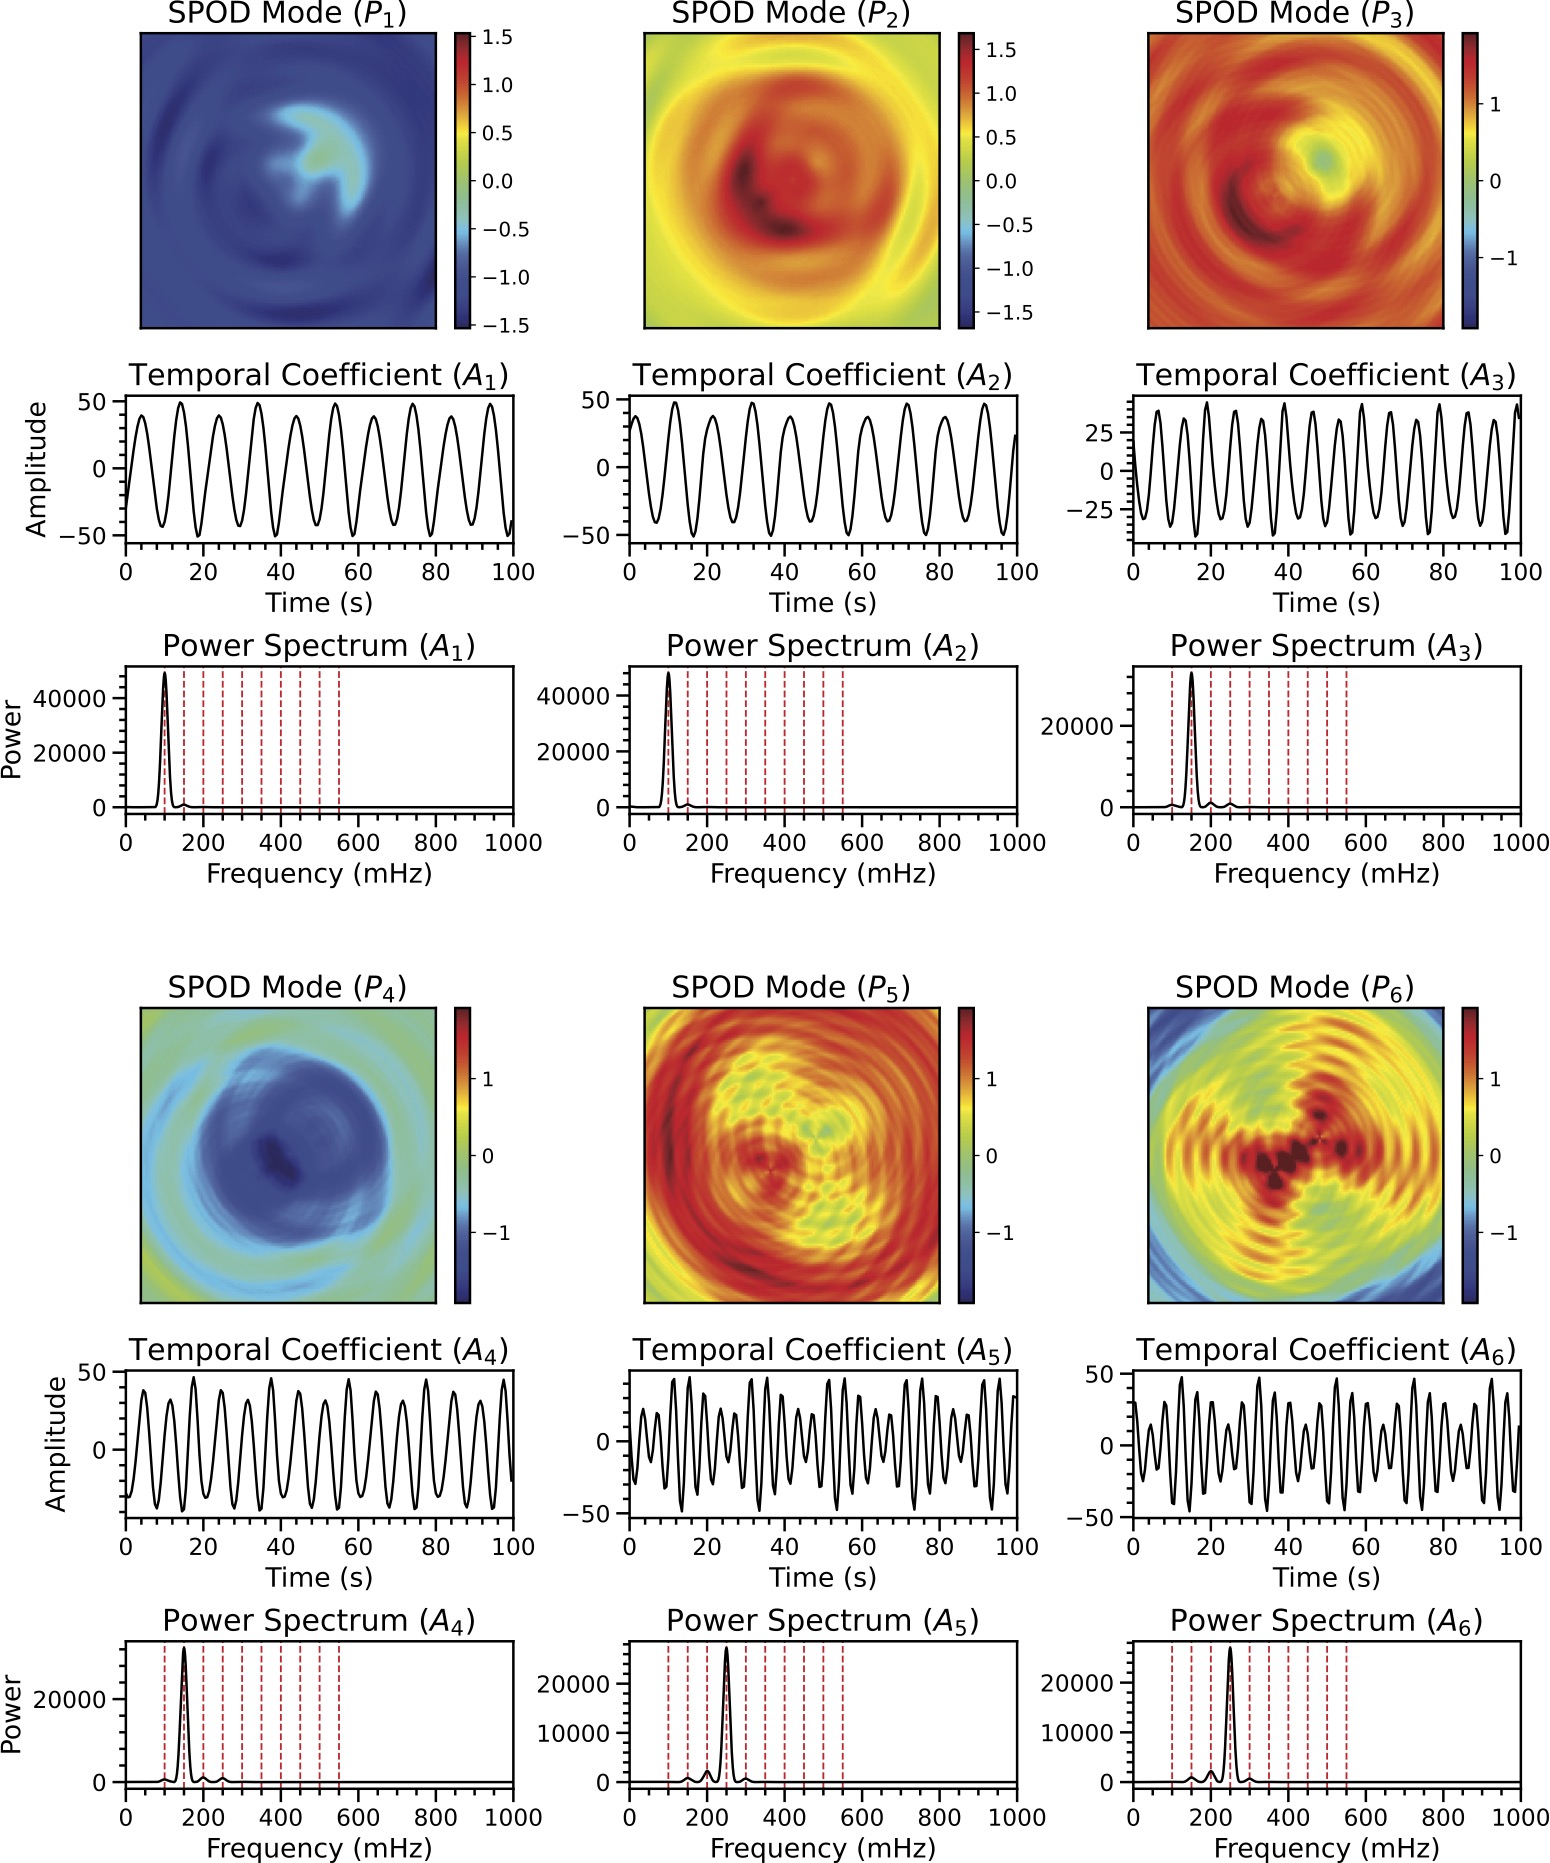 SPOD Mode (P1) SPOD Mode (P2) SPOD Mode (P3)
1.5 1.0 0.5 0.0 −0.5 −1.0 −1.5
1.5 1.0 0.5 0.0 −0.5 −1.0 −1.5
1 0 −1
Temporal Coefficient (A1) Temporal Coefficient (A2) Temporal Coefficient (A3)
Amplitude
50 0 −50
50 0 −50
25 0 −25
0 20 40 60 80 100 0 20 40 60 80 100 0 20 40 60 80 100
Time (s) Time (s) Time (s)
Power Spectrum (A1) Power Spectrum (A2) Power Spectrum (A3)
Power
40000 20000 0
40000 20000 0
20000 0
0 200 400 600 800 1000 0 200 400 600 800 1000 0 200 400 600 800 1000
Frequency (mHz) Frequency (mHz) Frequency (mHz)
SPOD Mode (P4) SPOD Mode (P5) SPOD Mode (P6)
1 0 −1
1 0 −1
1 0 −1
Temporal Coefficient (A4) Temporal Coefficient (A5) Temporal Coefficient (A6)
Amplitude
50 0
0 −50
50 0 −50
0 20 40 60 80 100 0 20 40 60 80 100 0 20 40 60 80 100
Time (s) Time (s) Time (s)
Power Spectrum (A4) Power Spectrum (A5) Power Spectrum (A6)
Power
20000 0
20000 10000 0
20000 10000 0
0 200 400 600 800 1000 0 200 400 600 800 1000 0 200 400 600 800 1000
Frequency (mHz) Frequency (mHz) Frequency (mHz)